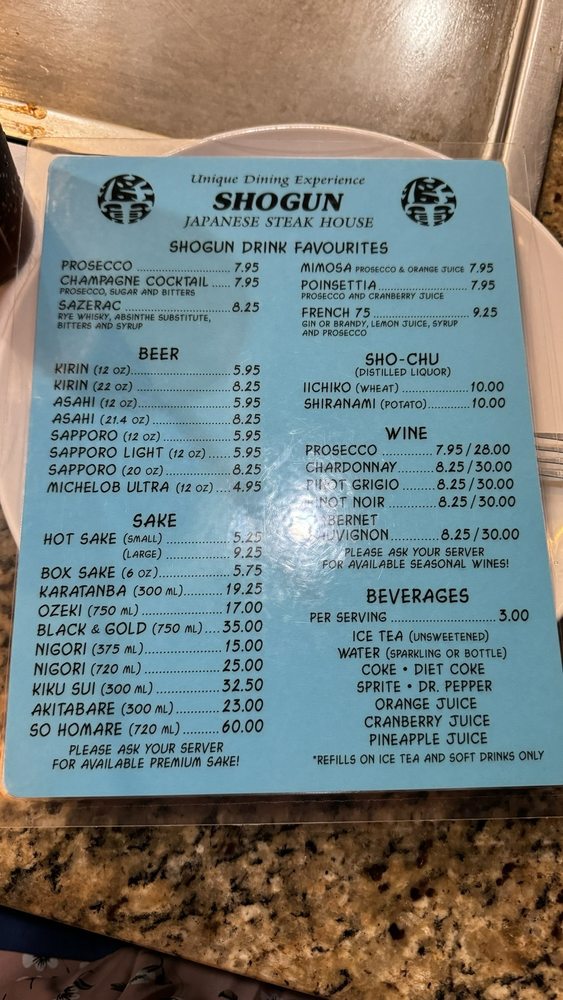 Unique Dining Experience
SHOGUN
JAPANESE STEAK HOUSE
SHOGUN DRINK FAVOURITES
PROSECCO ........................ 7.95
CHAMPAGNE COCKTAIL ..... 7.95
PROSECCO, SUGAR AND BITTERS
SAZERAC ............................ 8.25
RYE WHISKY, ABSINTHE SUBSTITUTE,
BITTERS AND SYRUP
MIMOSA PROSECCO & ORANGE JUICE 7.95
POINSETTIA ........................ 7.95
PROSECCO AND CRANBERRY JUICE
FRENCH 75 .......................... 9.25
GIN OR BRANDY, LEMON JUICE, SYRUP
AND PROSECCO
BEER
KIRIN (12 OZ) ........................ 5.95
KIRIN (22 OZ) ........................ 8.25
ASAHI (12 OZ) ........................ 5.95
ASAHI (21.4 OZ) ..................... 8.25
SAPPORO (12 OZ) ................... 5.95
SAPPORO LIGHT (12 OZ) ........ 5.95
SAPPORO (20 OZ) ................... 8.25
MICHELOB ULTRA (12 OZ) .... 4.95
SAKE
HOT SAKE (SMALL) ................. 5.25
(LARGE) ................. 9.25
BOX SAKE (6 OZ) ................... 5.75
KARATANBA (300 ML) ........... 19.25
OZEKI (750 ML) .................... 17.00
BLACK & GOLD (750 ML) .... 35.00
NIGORI (375 ML) ................... 15.00
NIGORI (720 ML) ................... 25.00
KIKU SUI (300 ML) ................ 32.50
AKITABARE (300 ML) ............ 23.00
SO HOMARE (720 ML) .......... 60.00
PLEASE ASK YOUR SERVER
FOR AVAILABLE PREMIUM SAKE!
SHO-CHU
(DISTILLED LIQUOR)
IICHIKO (WHEAT) .................. 10.00
SHIRANAMI (POTATO) ........... 10.00
WINE
PROSECCO .............. 7.95/28.00
CHARDONNAY ......... 8.25/30.00
PINOT GRIGIO ......... 8.25/30.00
PINOT NOIR ............. 8.25/30.00
CABERNET
SAUVIGNON ............ 8.25/30.00
PLEASE ASK YOUR SERVER
FOR AVAILABLE SEASONAL WINES!
BEVERAGES
PER SERVING ........................ 3.00
ICE TEA (UNSWEETENED)
WATER (SPARKLING OR BOTTLE)
COKE • DIET COKE
SPRITE • DR. PEPPER
ORANGE JUICE
CRANBERRY JUICE
PINEAPPLE JUICE
*REFILLS ON ICE TEA AND SOFT DRINKS ONLY